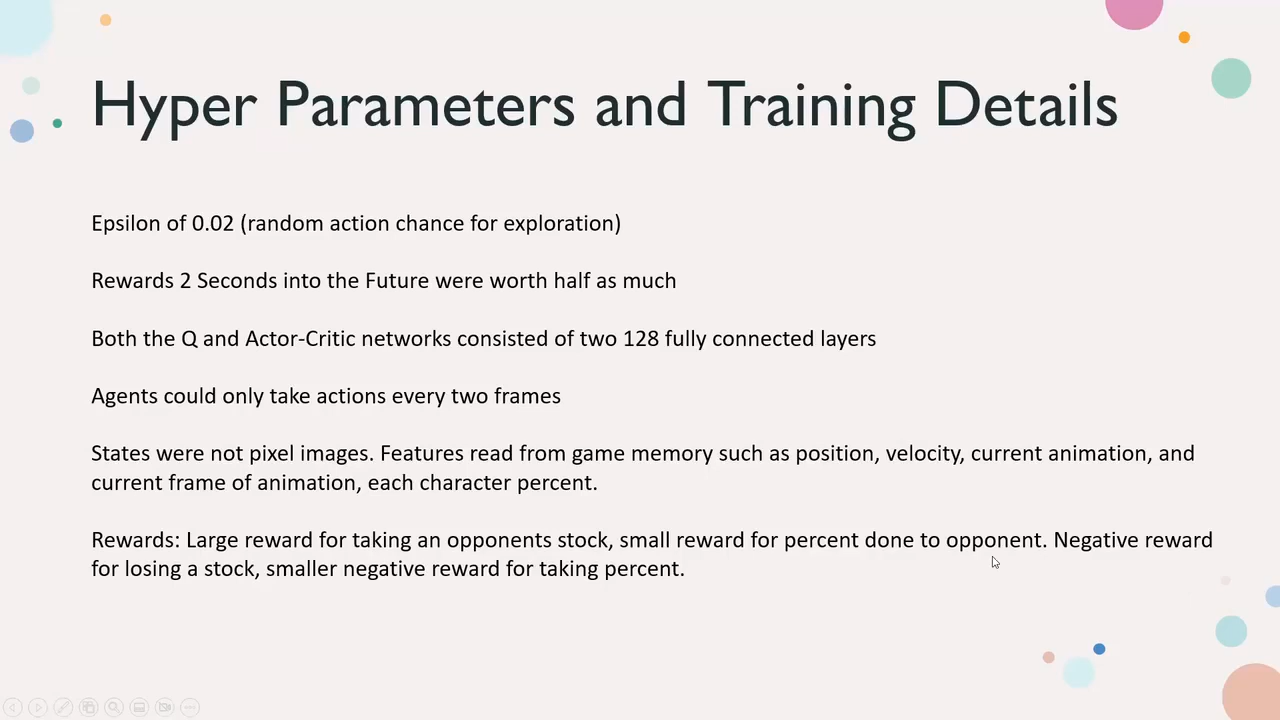 Hyper Parameters and Training Details
Epsilon of 0.02 (random action chance for exploration)
Rewards 2 Seconds into the Future were worth half as much
Both the Q and Actor-Critic networks consisted of two 128 fully connected layers
Agents could only take actions every two frames
States were not pixel images. Features read from game memory such as position, velocity, current animation, and
current frame of animation, each character percent.
Rewards: Large reward for taking an opponents stock, small reward for percent done to opponent. Negative reward
for losing a stock, smaller negative reward for taking percent.